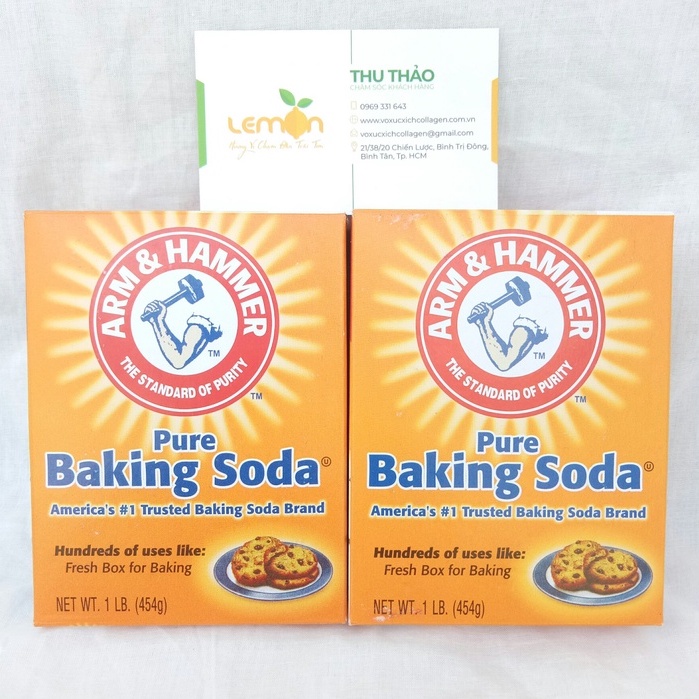 LEMON
THU THẢO
CHĂM SÓC KHÁCH HÀNG
0969 331 643
www.voxucxichcollagen.com.vn
voxucxichcollagen@gmail.com
21/38/20 Chiến Lược, Bình Trị Đông,
Bình Tân, Tp. HCM
ARM & HAMMER
THE STANDARD OF PURITY
TM
TM
Pure
Baking Soda
America's #1 Trusted Baking Soda Brand
Hundreds of uses like:
Fresh Box for Baking
NET WT. 1 LB. (454g)
ARM & HAMMER
THE STANDARD OF PURITY
TM
TM
Pure
Baking Soda
America's #1 Trusted Baking Soda Brand
Hundreds of uses like:
Fresh Box for Baking
NET WT. 1 LB. (454g)